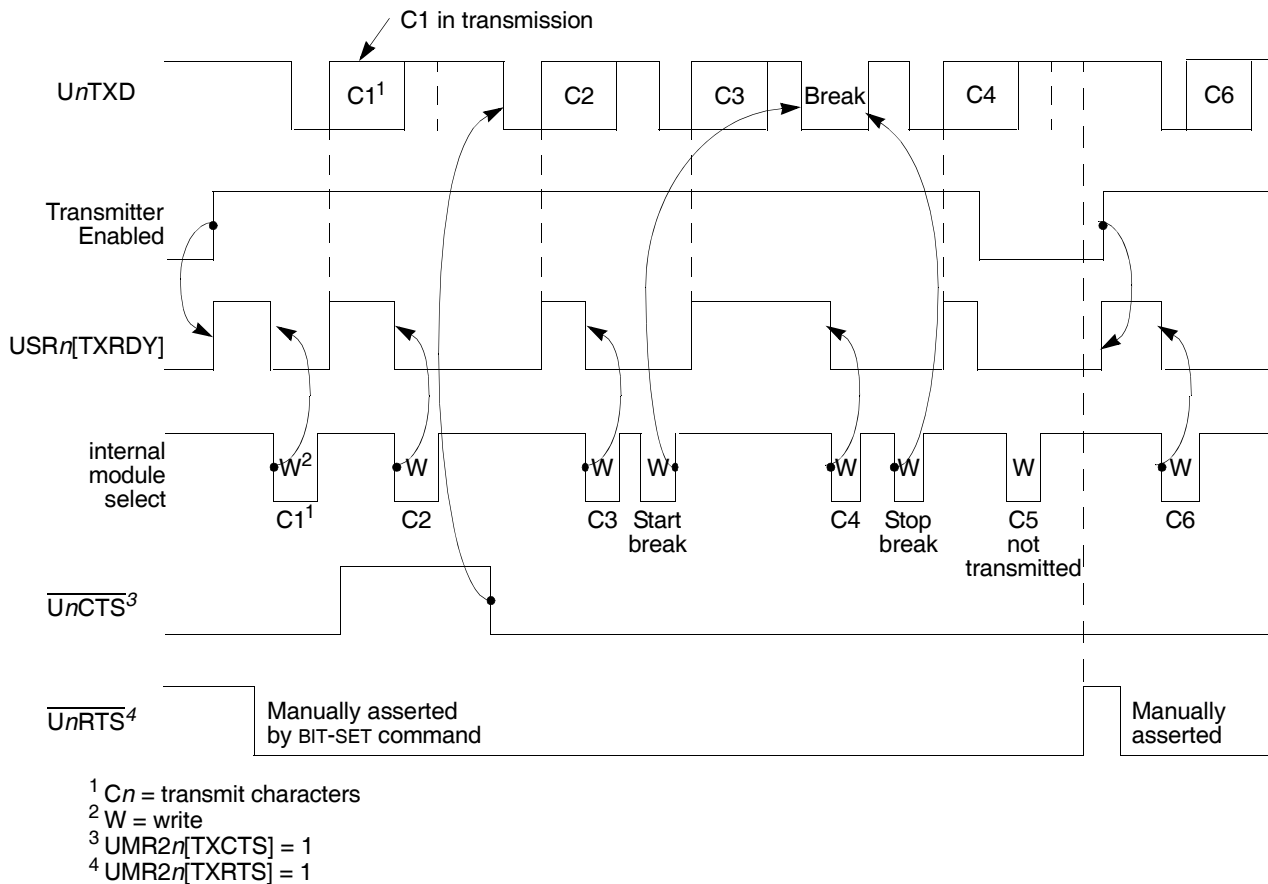 C1 in transmission
UnTXD
C1¹
C2
C3
Break
C4
C6
Transmitter
Enabled
USRn[TXRDY]
internal
module
select
W²
W
W
W
W
W
W
W
C1¹
C2
C3
Start
break
C4
Stop
break
C5
not
transmitted
C6
UnCTS³
UnRTS⁴
Manually asserted
by BIT-SET command
Manually
asserted
¹ Cn = transmit characters
² W = write
³ UMR2n[TXCTS] = 1
⁴ UMR2n[TXRTS] = 1